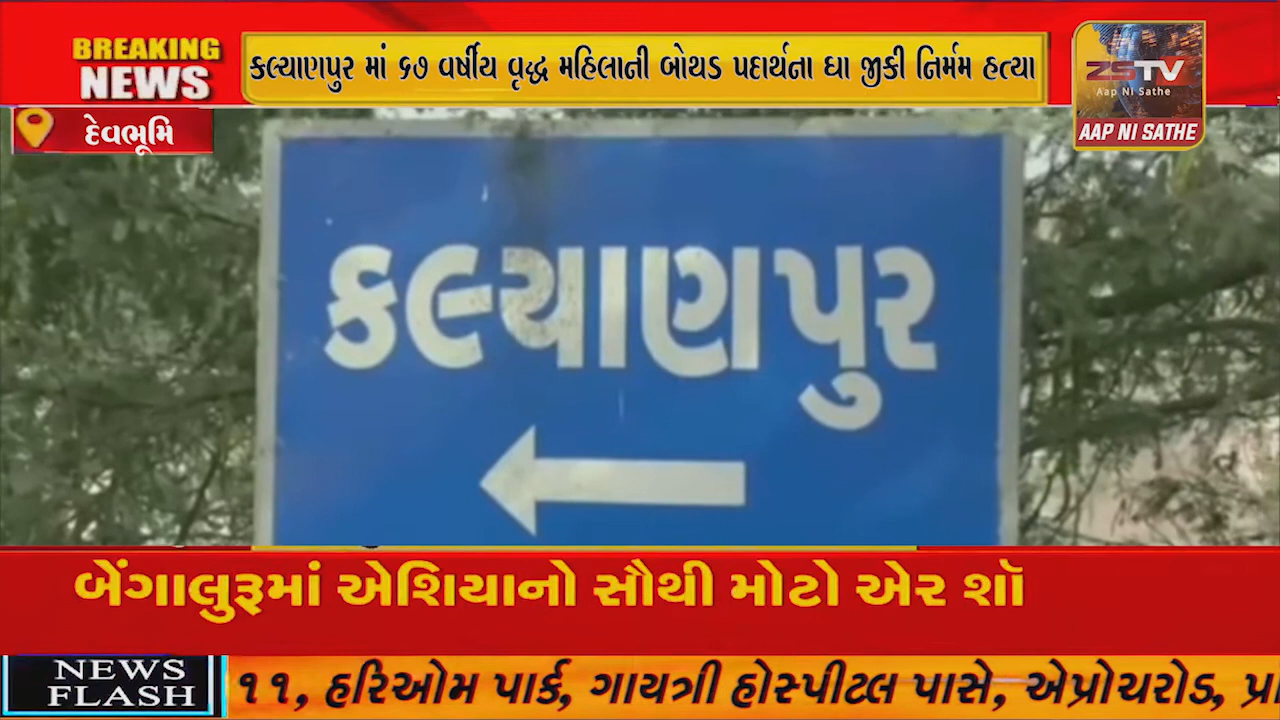 BREAKING
NEWS
કલ્યાણપુર માં ૬૭ વર્ષીય વૃદ્ધ મહિલાની બોથડ પદાર્થના ઘા જીકી નિર્મમ હત્યા
ZSTV
Aap Ni Sathe
AAP NI SATHE
દેવભૂમિ
કલ્યાણપુર
બેંગાલુરૂમાં એશિયાનો સૌથી મોટો એર શૉ
NEWS
FLASH
૧૧, હરિઓમ પાર્ક, ગાયત્રી હોસ્પીટલ પાસે, એપ્રોચરોડ,